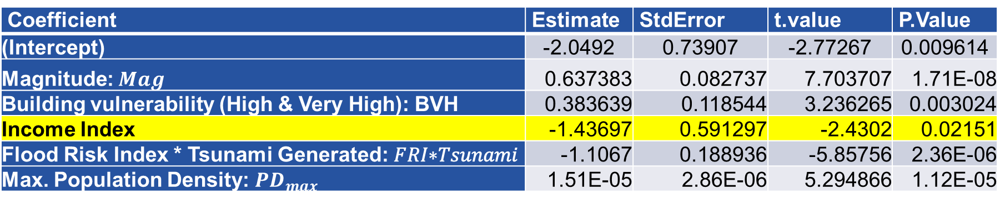 Coefficient Estimate StdError t.value P.Value
(Intercept) -2.0492 0.73907 -2.77267 0.009614
Magnitude: Mag 0.637383 0.082737 7.703707 1.71E-08
Building vulnerability (High & Very High): BVH 0.383639 0.118544 3.236265 0.003024
Income Index -1.43697 0.591297 -2.4302 0.02151
Flood Risk Index * Tsunami Generated: FRI*Tsunami -1.1067 0.188936 -5.85756 2.36E-06
Max. Population Density: PDmax 1.51E-05 2.86E-06 5.294866 1.12E-05